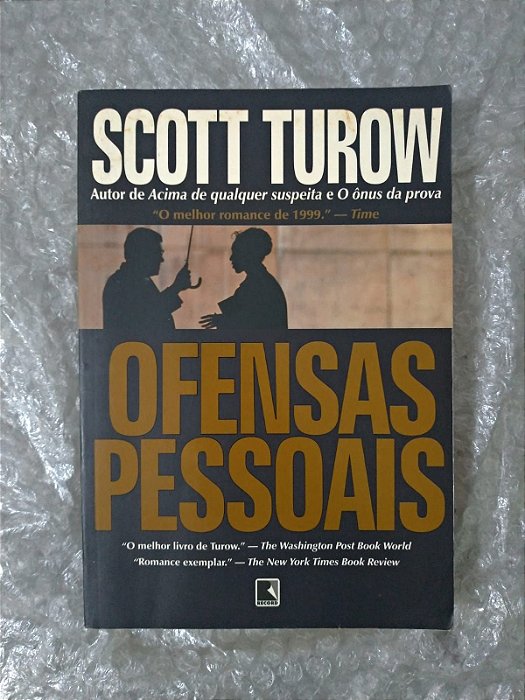 SCOTT TUROW
Autor de Acima de qualquer suspeita e O ônus da prova
“O melhor romance de 1999.” — Time
OFENSAS
PESSOAIS
“O melhor livro de Turow.” — The Washington Post Book World
“Romance exemplar.” — The New York Times Book Review
RECORD